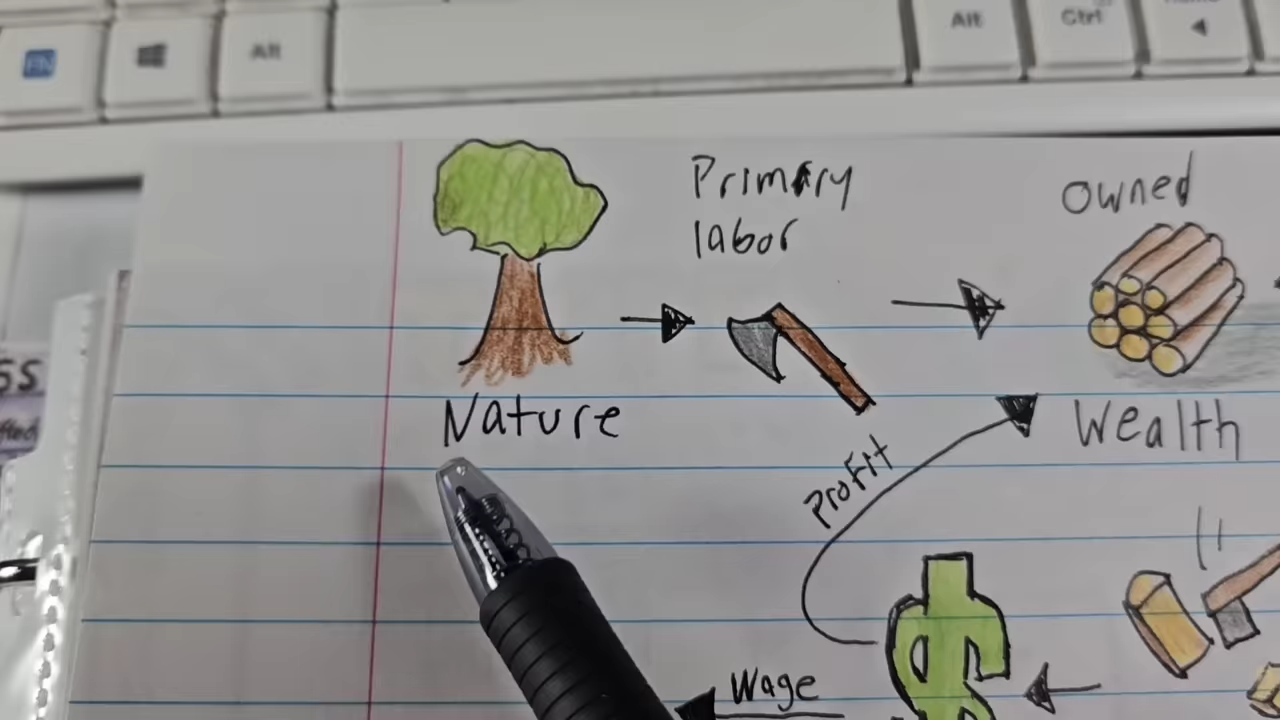 FN
Alt
Alt
Ctrl
Primary
labor
Owned
Nature
Wealth
Profit
Wage